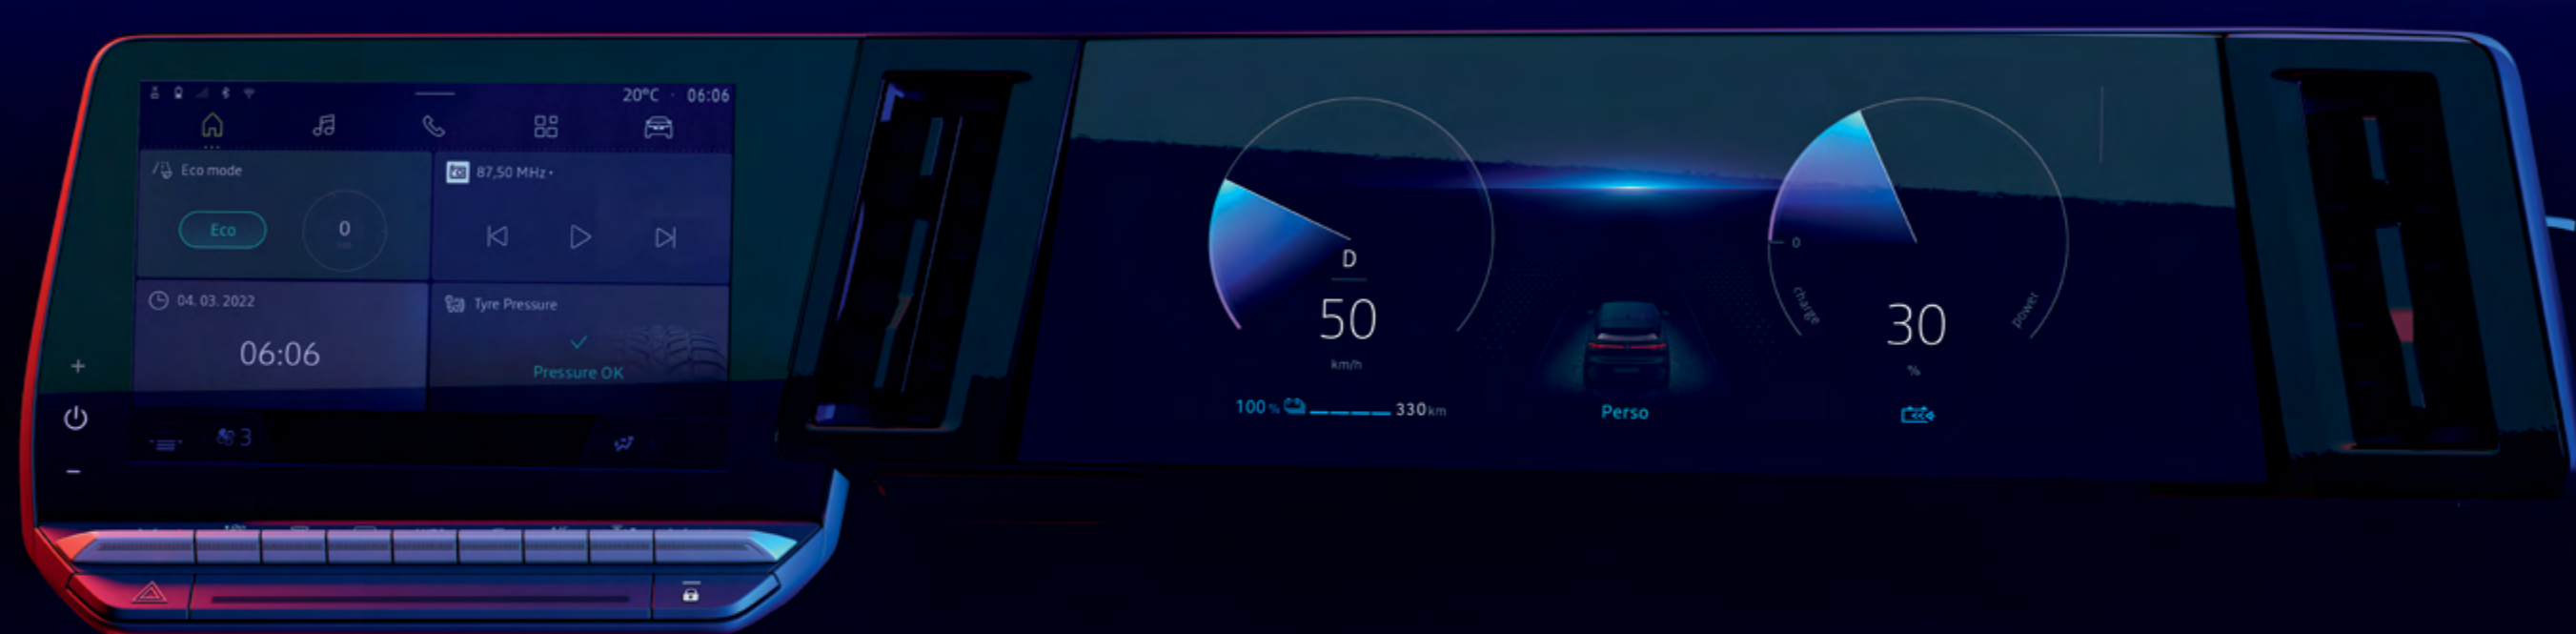 20°C · 06:06
Eco mode
Eco
0
87,50 MHz
04. 03. 2022
06:06
Tyre Pressure
Pressure OK
+
−
3
D
50
km/h
100% 330km
Perso
0
charge
power
30
%